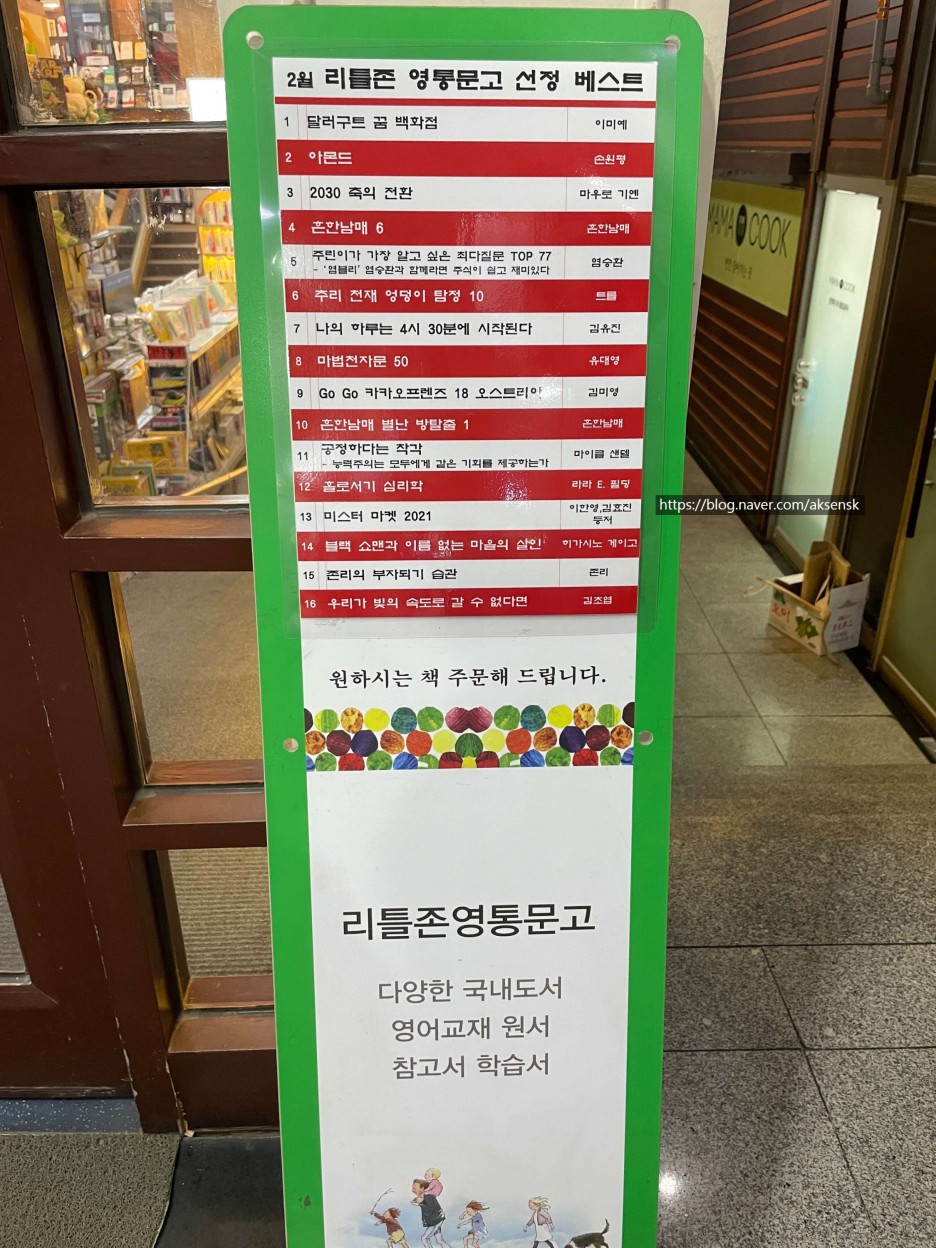 2월 리틀존 영통문고 선정 베스트
1 달러구트 꿈 백화점 이미예
2 아몬드 손원평
3 2030 축의 전환 마우로 기옌
4 흔한남매 6 흔한남매
5 주린이가 가장 알고 싶은 최다질문 TOP 77 염승환
- '염블리' 염승환과 함께라면 주식이 쉽고 재미있다
6 추리 천재 엉덩이 탐정 10 트롤
7 나의 하루는 4시 30분에 시작된다 김유진
8 마법천자문 50 유대영
9 Go Go 카카오프렌즈 18 오스트리아 김미영
10 흔한남매 별난 방탈출 1 흔한남매
11 공정하다는 착각 마이클 샌델
- 능력주의는 모두에게 같은 기회를 제공하는가
12 홀로서기 심리학 라라 E. 필딩
13 미스터 마켓 2021 이한영,김효진
등저
14 블랙 쇼맨과 이름 없는 마을의 살인 히가시노 게이고
15 존리의 부자되기 습관 존리
16 우리가 빛의 속도로 갈 수 없다면 김초엽
원하시는 책 주문해 드립니다.
리틀존영통문고
다양한 국내도서
영어교재 원서
참고서 학습서
MAMA COOK
https://blog.naver.com/aksensk